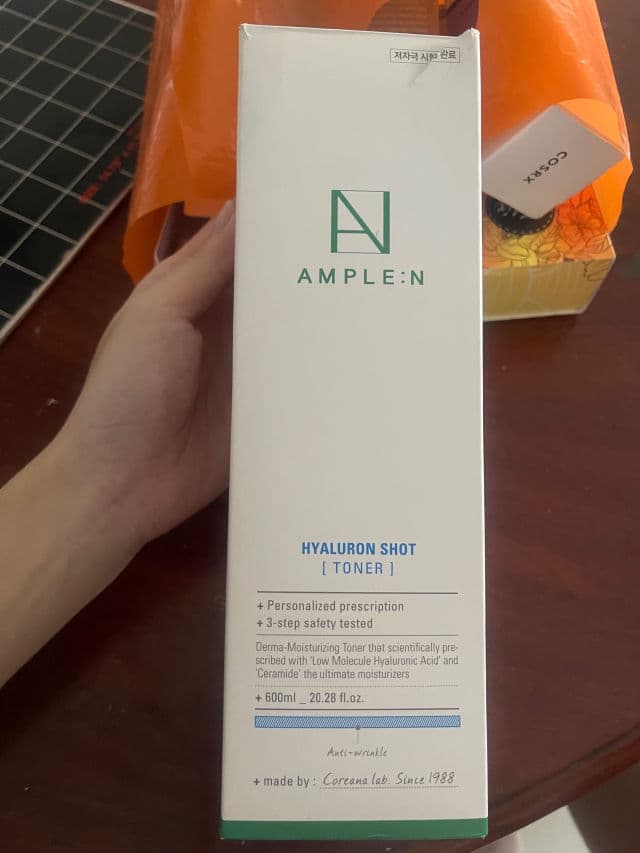 저자극 시험 완료
AN
AMPLE:N
COSRX
HYALURON SHOT
[ TONER ]
+ Personalized prescription
+ 3-step safety tested
Derma-Moisturizing Toner that scientifically pre-
scribed with 'Low Molecule Hyaluronic Acid' and
'Ceramide' the ultimate moisturizers
+ 600ml _ 20.28 fl.oz.
Anti-wrinkle
+ made by : Coreana lab. Since 1988